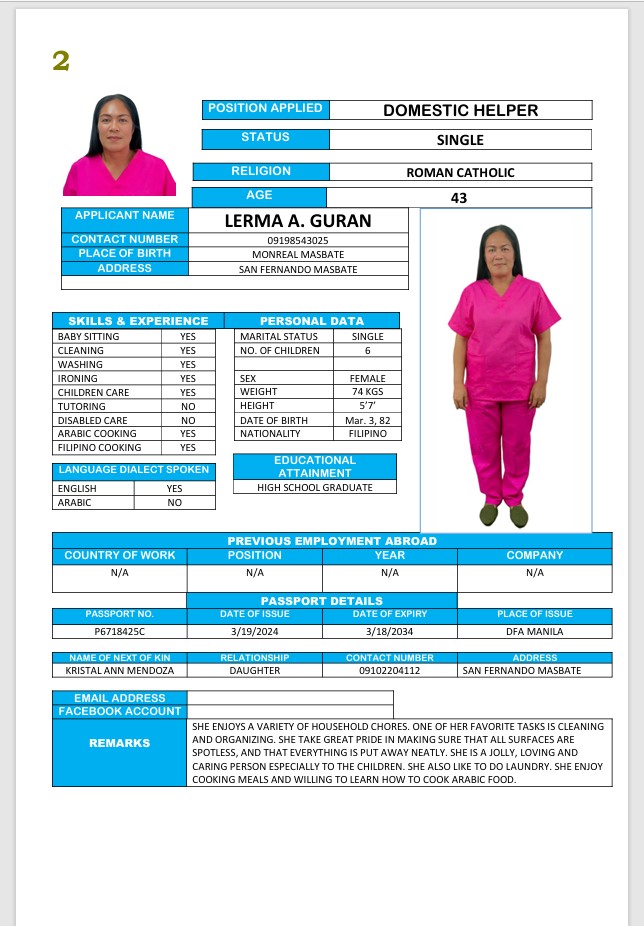 2
POSITION APPLIED DOMESTIC HELPER
STATUS SINGLE
RELIGION ROMAN CATHOLIC
AGE 43
APPLICANT NAME LERMA A. GURAN
CONTACT NUMBER 09198543025
PLACE OF BIRTH MONREAL MASBATE
ADDRESS SAN FERNANDO MASBATE
SKILLS & EXPERIENCE
BABY SITTING YES
CLEANING YES
WASHING YES
IRONING YES
CHILDREN CARE YES
TUTORING NO
DISABLED CARE NO
ARABIC COOKING YES
FILIPINO COOKING YES
LANGUAGE DIALECT SPOKEN
ENGLISH YES
ARABIC NO
PERSONAL DATA
MARITAL STATUS SINGLE
NO. OF CHILDREN 6
SEX FEMALE
WEIGHT 74 KGS
HEIGHT 5'7'
DATE OF BIRTH Mar. 3, 82
NATIONALITY FILIPINO
EDUCATIONAL
ATTAINMENT
HIGH SCHOOL GRADUATE
PREVIOUS EMPLOYMENT ABROAD
COUNTRY OF WORK POSITION YEAR COMPANY
N/A N/A N/A N/A
PASSPORT DETAILS
PASSPORT NO. DATE OF ISSUE DATE OF EXPIRY PLACE OF ISSUE
P6718425C 3/19/2024 3/18/2034 DFA MANILA
NAME OF NEXT OF KIN RELATIONSHIP CONTACT NUMBER ADDRESS
KRISTAL ANN MENDOZA DAUGHTER 09102204112 SAN FERNANDO MASBATE
EMAIL ADDRESS
FACEBOOK ACCOUNT
REMARKS
SHE ENJOYS A VARIETY OF HOUSEHOLD CHORES. ONE OF HER FAVORITE TASKS IS CLEANING
AND ORGANIZING. SHE TAKE GREAT PRIDE IN MAKING SURE THAT ALL SURFACES ARE
SPOTLESS, AND THAT EVERYTHING IS PUT AWAY NEATLY. SHE IS A JOLLY, LOVING AND
CARING PERSON ESPECIALLY TO THE CHILDREN. SHE ALSO LIKE TO DO LAUNDRY. SHE ENJOY
COOKING MEALS AND WILLING TO LEARN HOW TO COOK ARABIC FOOD.